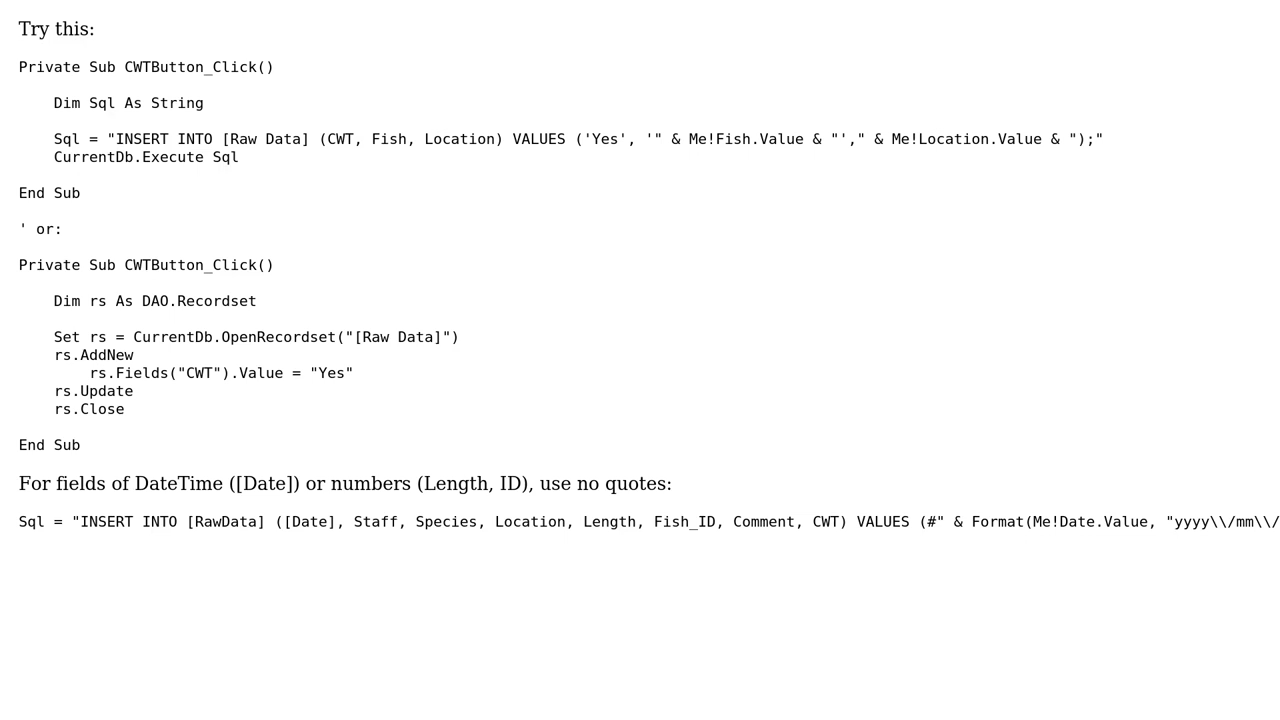 Try this:
Private Sub CWTButton_Click()
Dim Sql As String
Sql = "INSERT INTO [Raw Data] (CWT, Fish, Location) VALUES ('Yes', '" & Me!Fish.Value & "'," & Me!Location.Value & ");"
CurrentDb.Execute Sql
End Sub
' or:
Private Sub CWTButton_Click()
Dim rs As DAO.Recordset
Set rs = CurrentDb.OpenRecordset("[Raw Data]")
rs.AddNew
rs.Fields("CWT").Value = "Yes"
rs.Update
rs.Close
End Sub
For fields of DateTime ([Date]) or numbers (Length, ID), use no quotes:
Sql = "INSERT INTO [RawData] ([Date], Staff, Species, Location, Length, Fish_ID, Comment, CWT) VALUES (#" & Format(Me!Date.Value, "yyyy\\/mm\\/